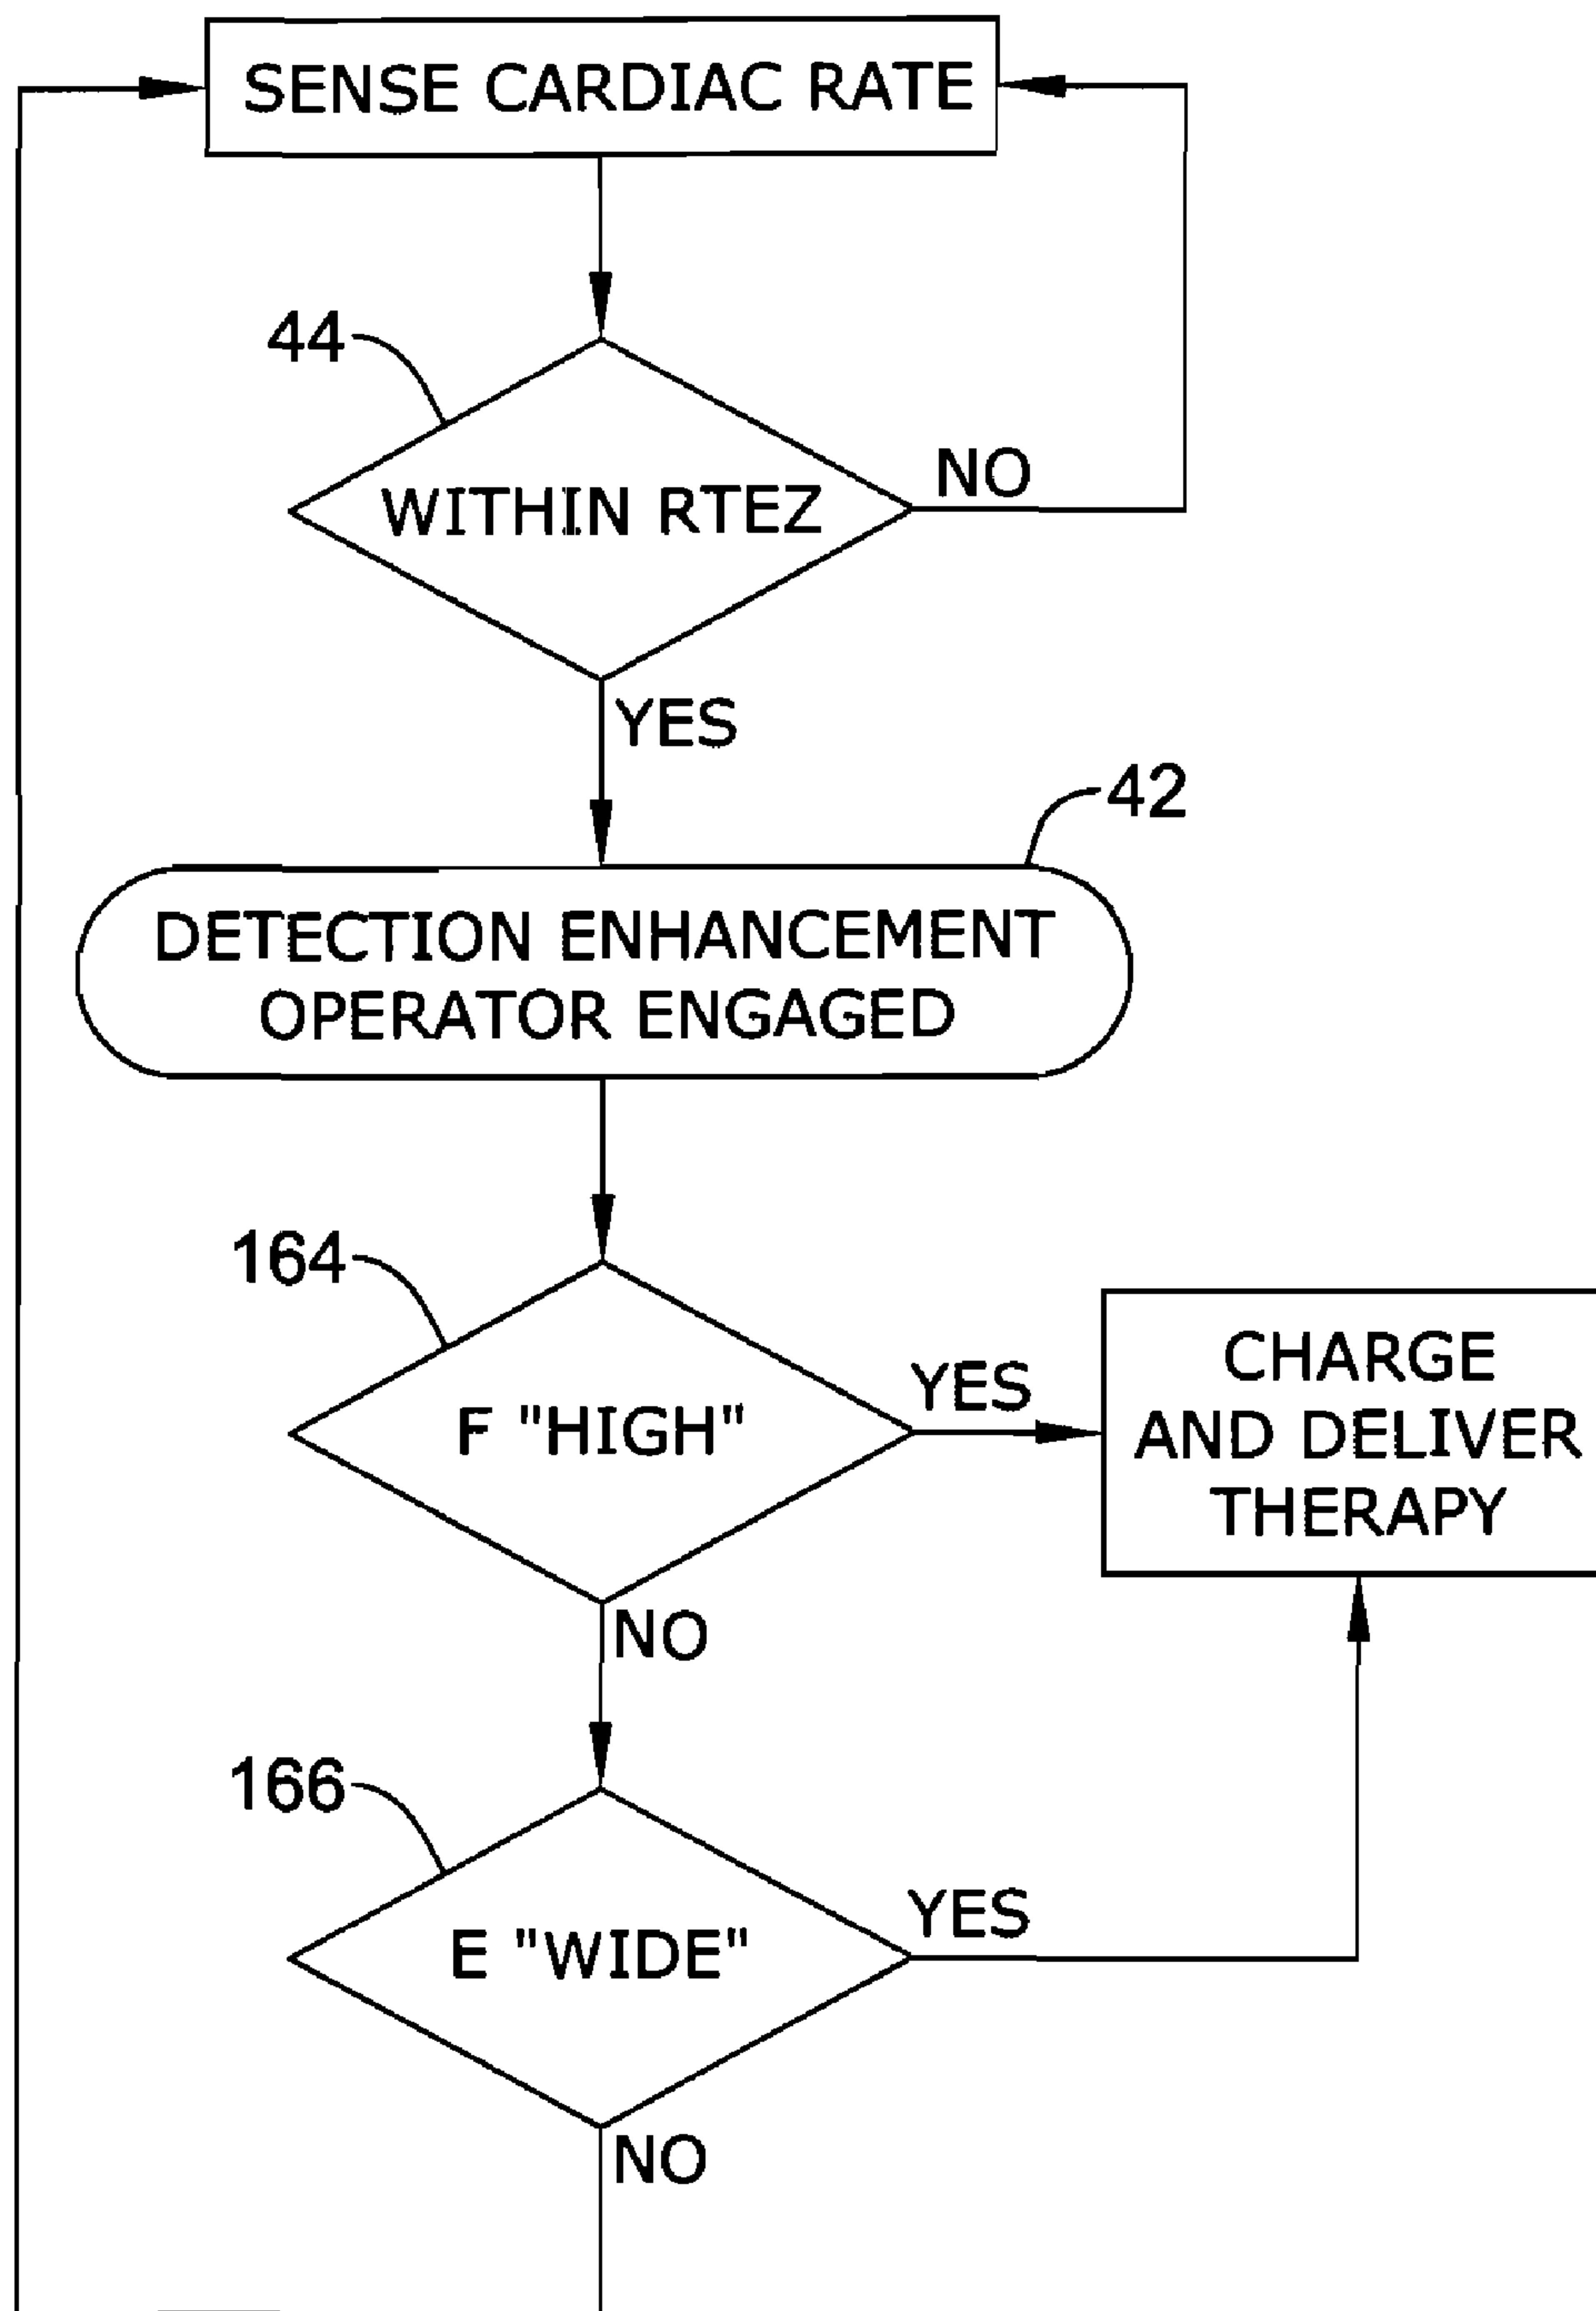 SENSE CARDIAC RATE
44
WITHIN RTEZ
NO
YES
42
DETECTION ENHANCEMENT
OPERATOR ENGAGED
164
F "HIGH"
YES
CHARGE
AND DELIVER
THERAPY
NO
166
E "WIDE"
YES
NO